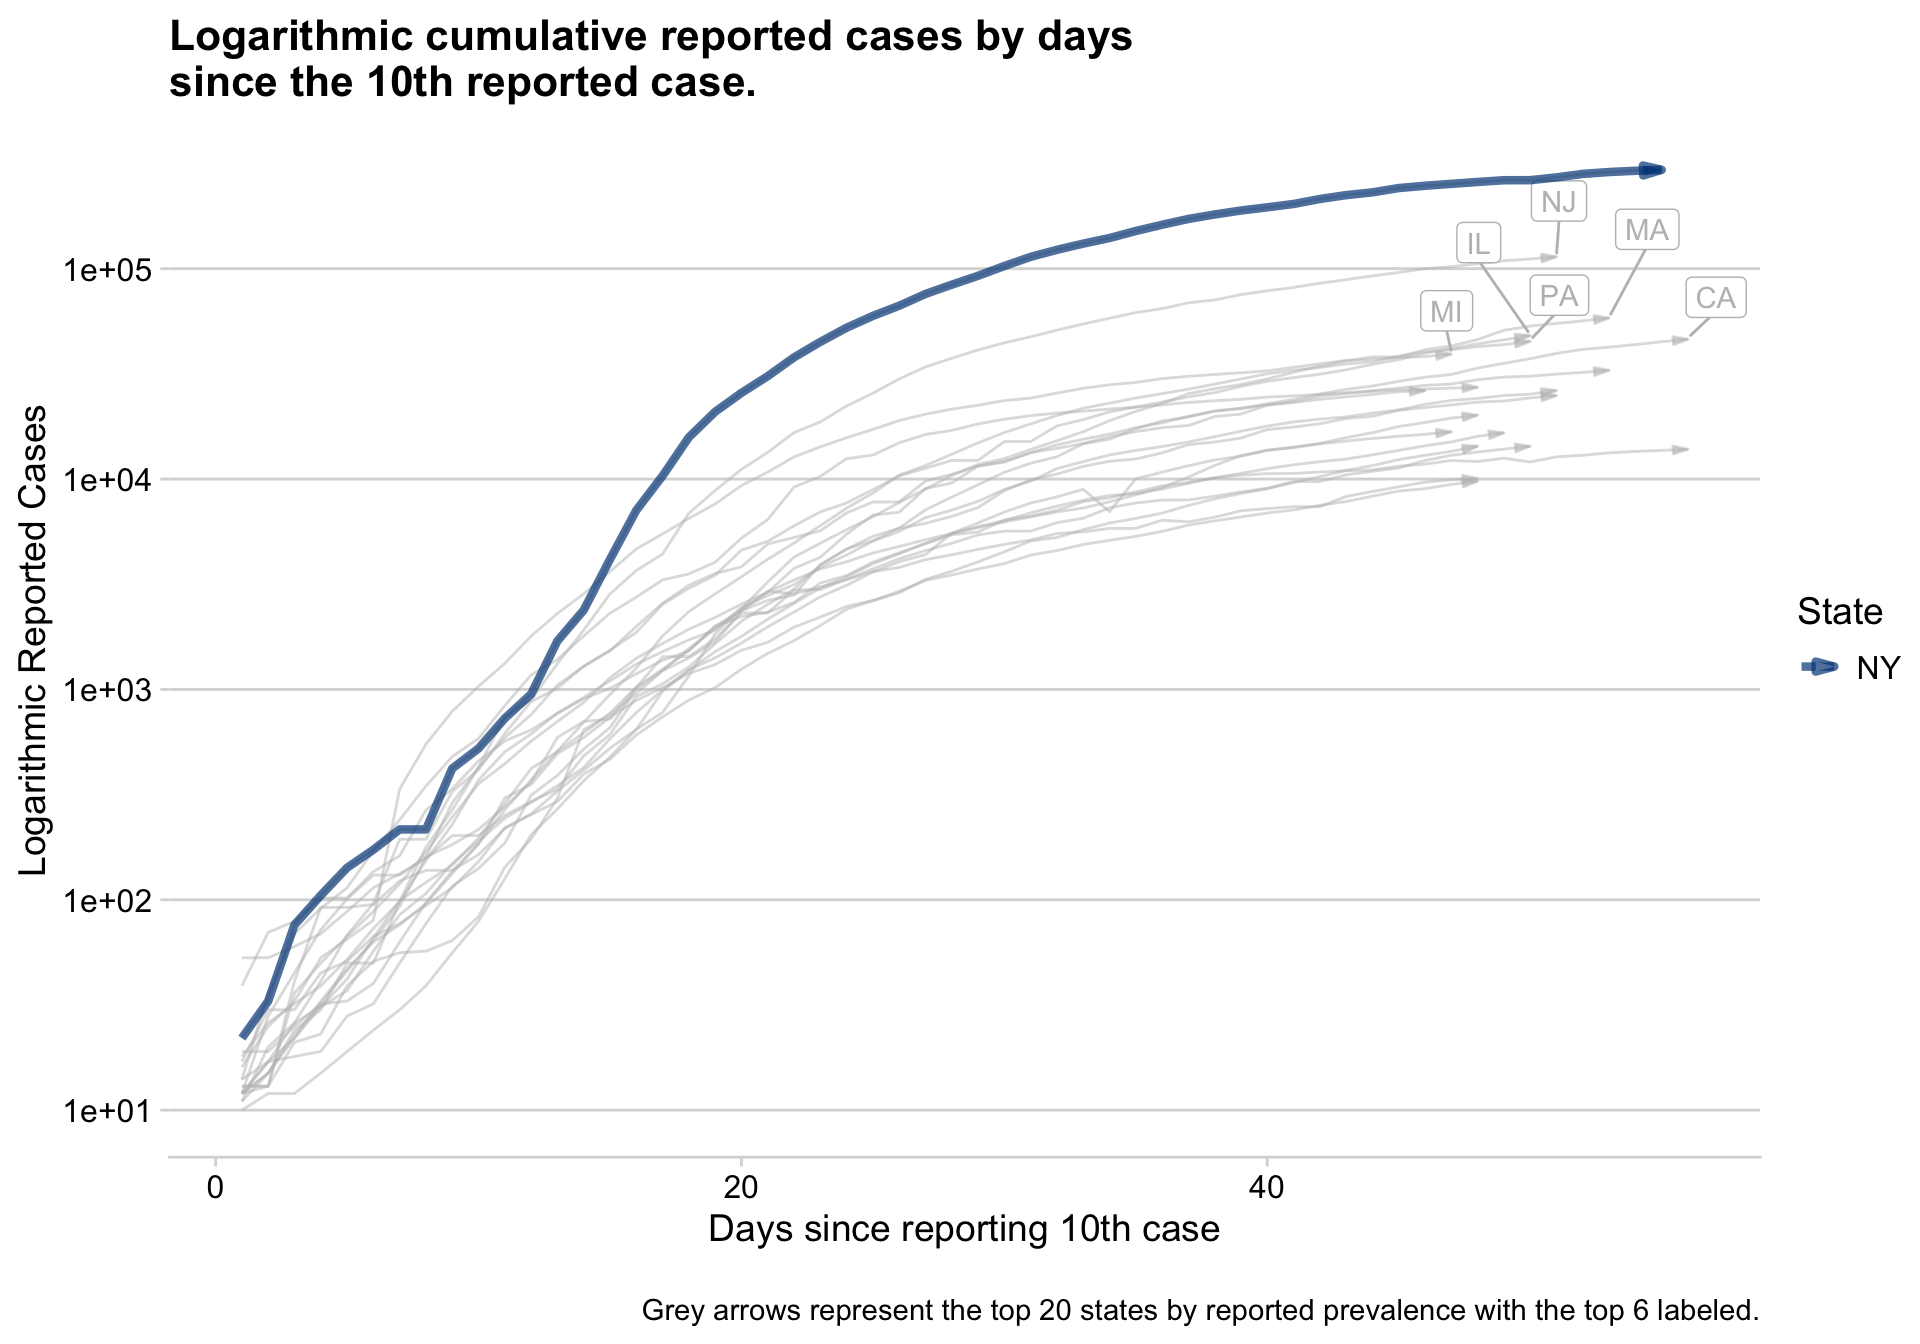 Logarithmic cumulative reported cases by days
since the 10th reported case.
NJ
MA
IL
PA
CA
MI
1e+05
1e+04
1e+03
1e+02
1e+01
Logarithmic Reported Cases
State
NY
0 20 40
Days since reporting 10th case
Grey arrows represent the top 20 states by reported prevalence with the top 6 labeled.